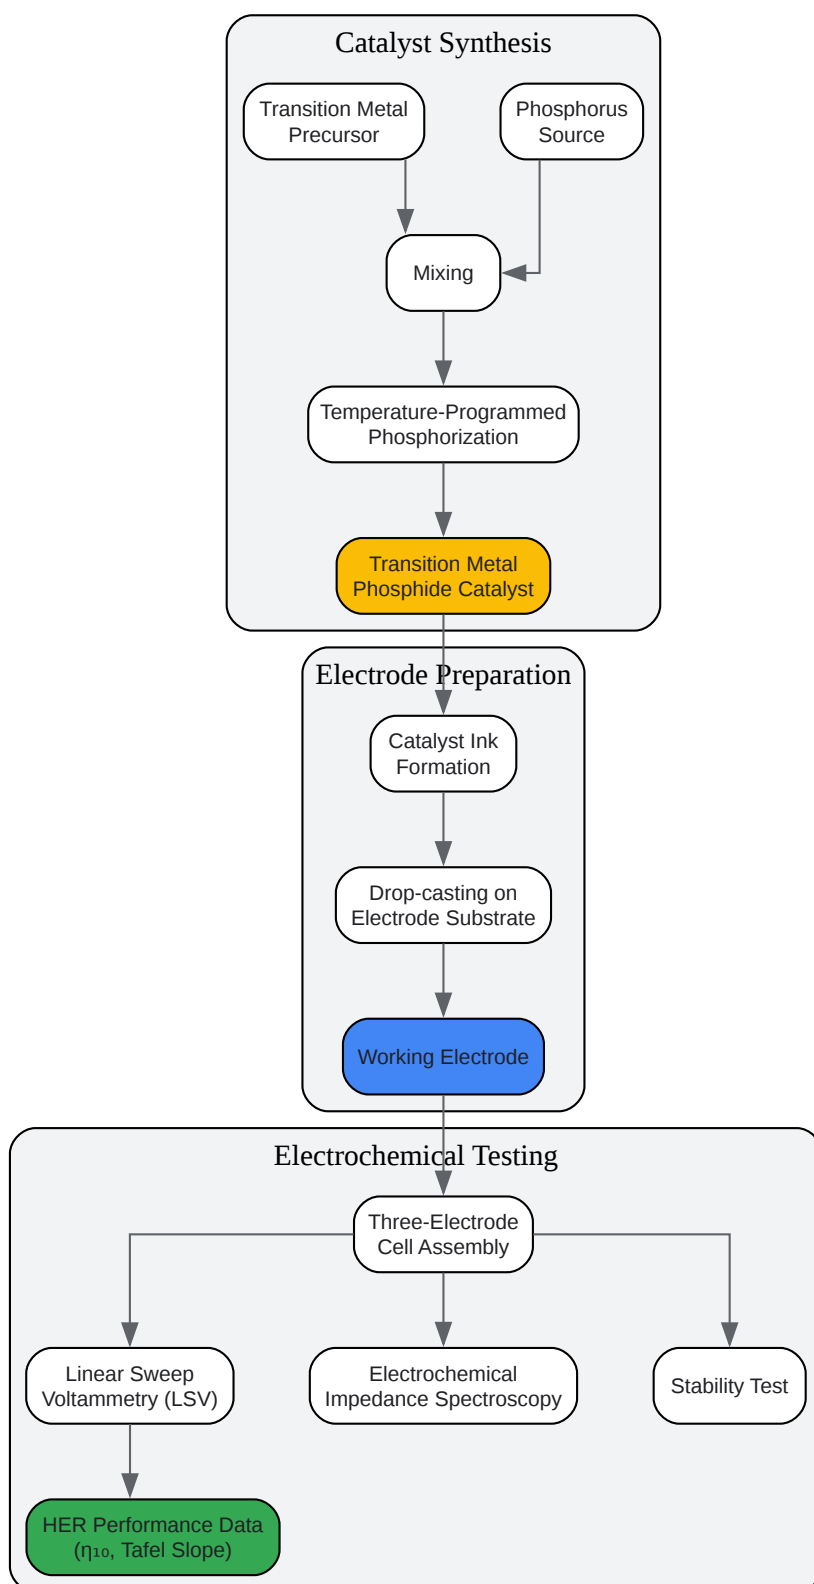 Catalyst Synthesis
Transition Metal
Precursor
Phosphorus
Source
Mixing
Temperature-Programmed
Phosphorization
Transition Metal
Phosphide Catalyst
Electrode Preparation
Catalyst Ink
Formation
Drop-casting on
Electrode Substrate
Working Electrode
Electrochemical Testing
Three-Electrode
Cell Assembly
Linear Sweep
Voltammetry (LSV)
Electrochemical
Impedance Spectroscopy
Stability Test
HER Performance Data
(η₁₀, Tafel Slope)